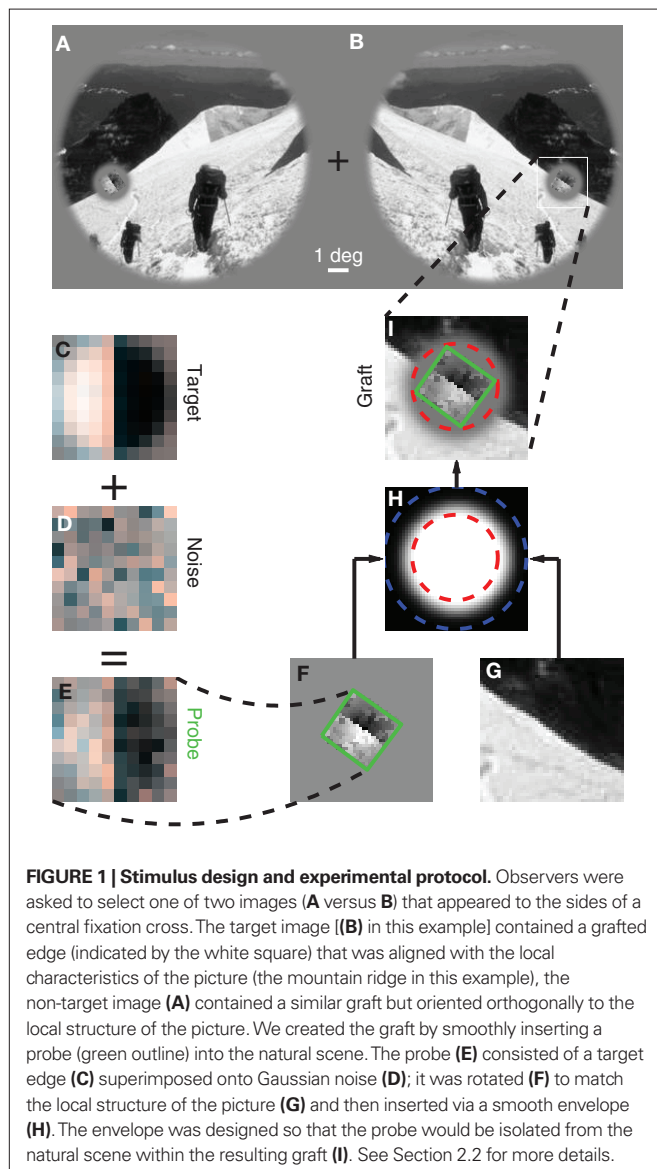 A B
+
1 deg
I
Graft
C
Target
+
H
D
Noise
=
F
G
E
Probe
FIGURE 1 | Stimulus design and experimental protocol. Observers were
asked to select one of two images (A versus B) that appeared to the sides of a
central fixation cross. The target image [(B) in this example] contained a grafted
edge (indicated by the white square) that was aligned with the local
characteristics of the picture (the mountain ridge in this example), the
non-target image (A) contained a similar graft but oriented orthogonally to the
local structure of the picture. We created the graft by smoothly inserting a
probe (green outline) into the natural scene. The probe (E) consisted of a target
edge (C) superimposed onto Gaussian noise (D); it was rotated (F) to match
the local structure of the picture (G) and then inserted via a smooth envelope
(H). The envelope was designed so that the probe would be isolated from the
natural scene within the resulting graft (I). See Section 2.2 for more details.